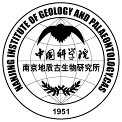 NANJING INSTITUTE OF GEOLOGY AND PALAEONTOLOGY, CAS
中国科学院
南京地质古生物研究所
1951